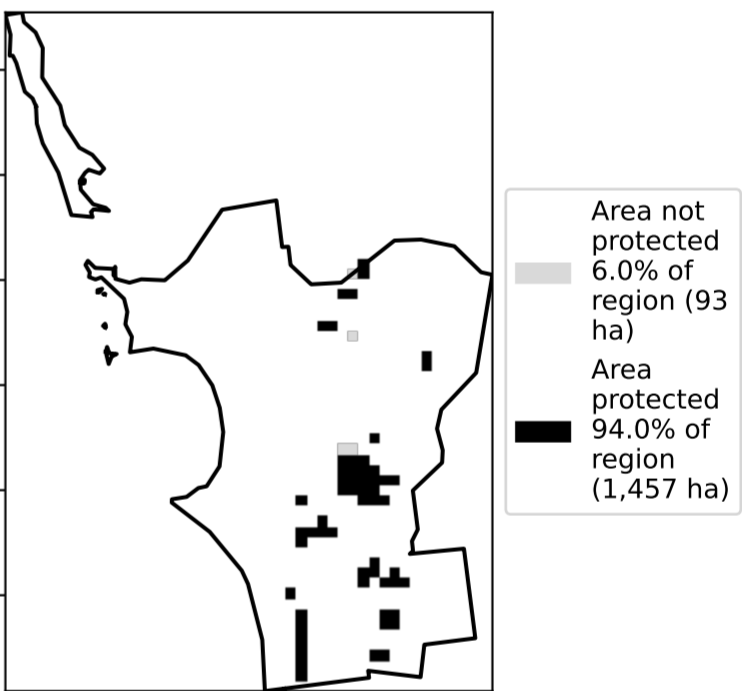 Area not
protected
6.0% of
region (93
ha)
Area
protected
94.0% of
region
(1,457 ha)